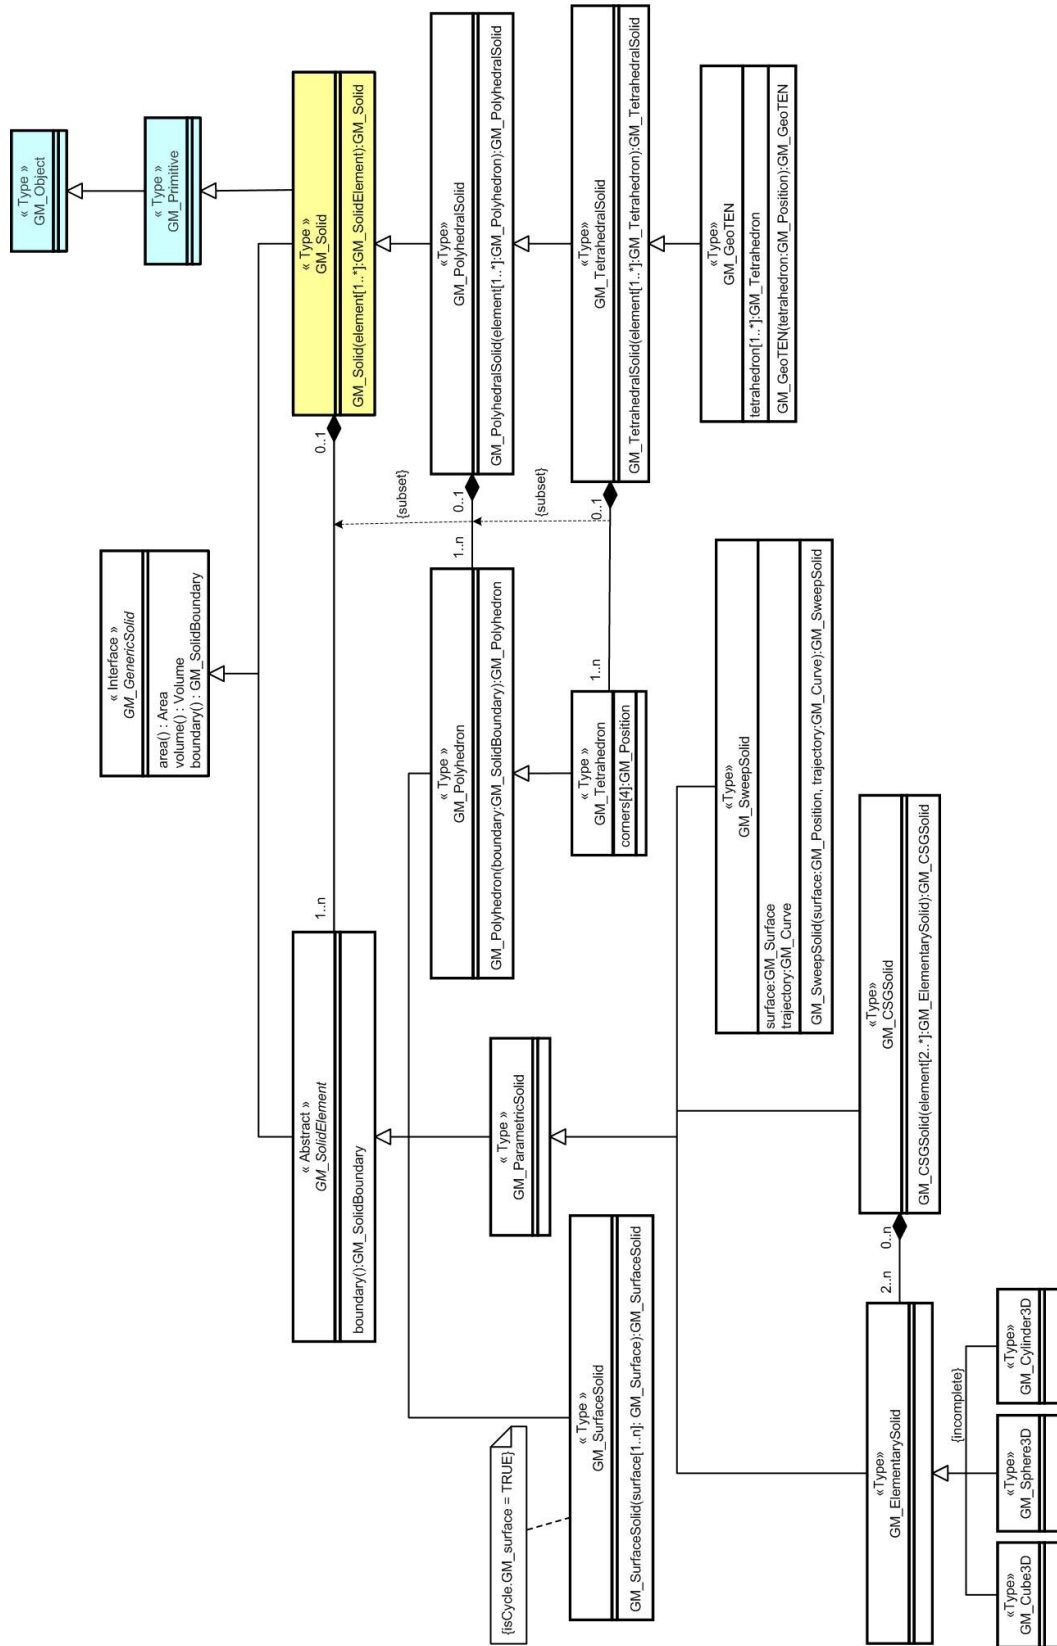 « Type »
GM_Object
« Type »
GM_Primitive
« Interface »
GM_GenericSolid
area() : Area
volume() : Volume
boundary() : GM_SolidBoundary
« Abstract »
GM_SolidElement
boundary():GM_SolidBoundary
1..n
0..1
« Type »
GM_Solid
GM_Solid(element[1..*]:GM_SolidElement):GM_Solid
{subset}
{isCycle.GM_surface = TRUE}
« Type »
GM_ParametricSolid
« Type »
GM_Polyhedron
GM_Polyhedron(boundary:GM_SolidBoundary):GM_Polyhedron
1..n
0..1
«Type»
GM_PolyhedralSolid
GM_PolyhedralSolid(element[1..*]:GM_Polyhedron):GM_PolyhedralSolid
{subset}
« Type »
GM_SurfaceSolid
GM_SurfaceSolid(surface[1..n]: GM_Surface):GM_SurfaceSolid
« Type »
GM_Tetrahedron
corners[4]:GM_Position
1..n
0..1
«Type»
GM_TetrahedralSolid
GM_TetrahedralSolid(element[1..*]:GM_Tetrahedron):GM_TetrahedralSolid
«Type»
GM_SweepSolid
surface:GM_Surface
trajectory:GM_Curve
GM_SweepSolid(surface:GM_Position, trajectory:GM_Curve):GM_SweepSolid
«Type»
GM_GeoTEN
tetrahedron[1..*]:GM_Tetrahedron
GM_GeoTEN(tetrahedron:GM_Position):GM_GeoTEN
«Type»
GM_ElementarySolid
2..n
0..n
«Type»
GM_CSGSolid
GM_CSGSolid(element[2..*]:GM_ElementarySolid):GM_CSGSolid
{incomplete}
«Type»
GM_Cube3D
«Type»
GM_Sphere3D
«Type»
GM_Cylinder3D